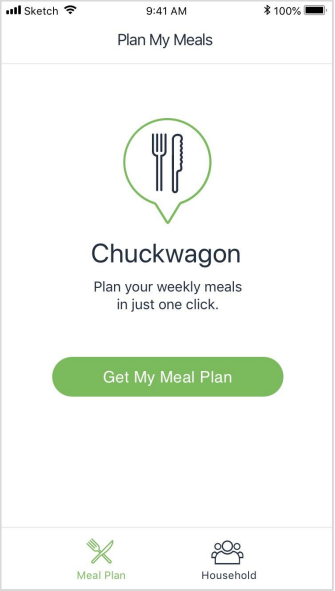 Sketch 9:41 AM 100%
Plan My Meals
Chuckwagon
Plan your weekly meals
in just one click.
Get My Meal Plan
Meal Plan Household